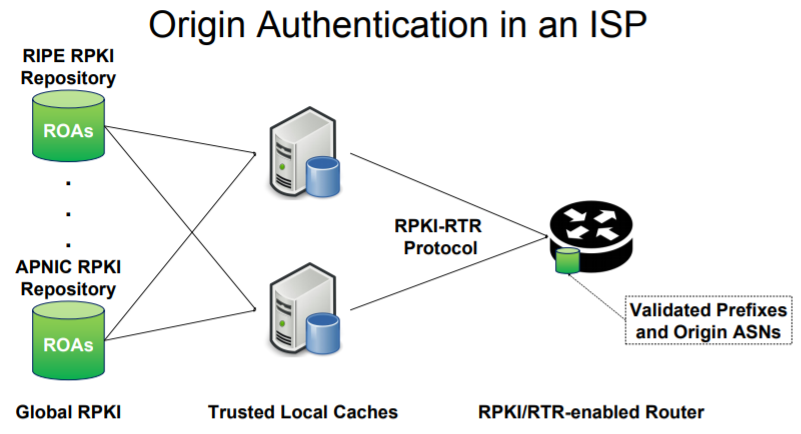 Origin Authentication in an ISP
RIPE RPKI
Repository
ROAs
.
.
.
APNIC RPKI
Repository
ROAs
RPKI-RTR
Protocol
Validated Prefixes
and Origin ASNs
Global RPKI
Trusted Local Caches
RPKI/RTR-enabled Router